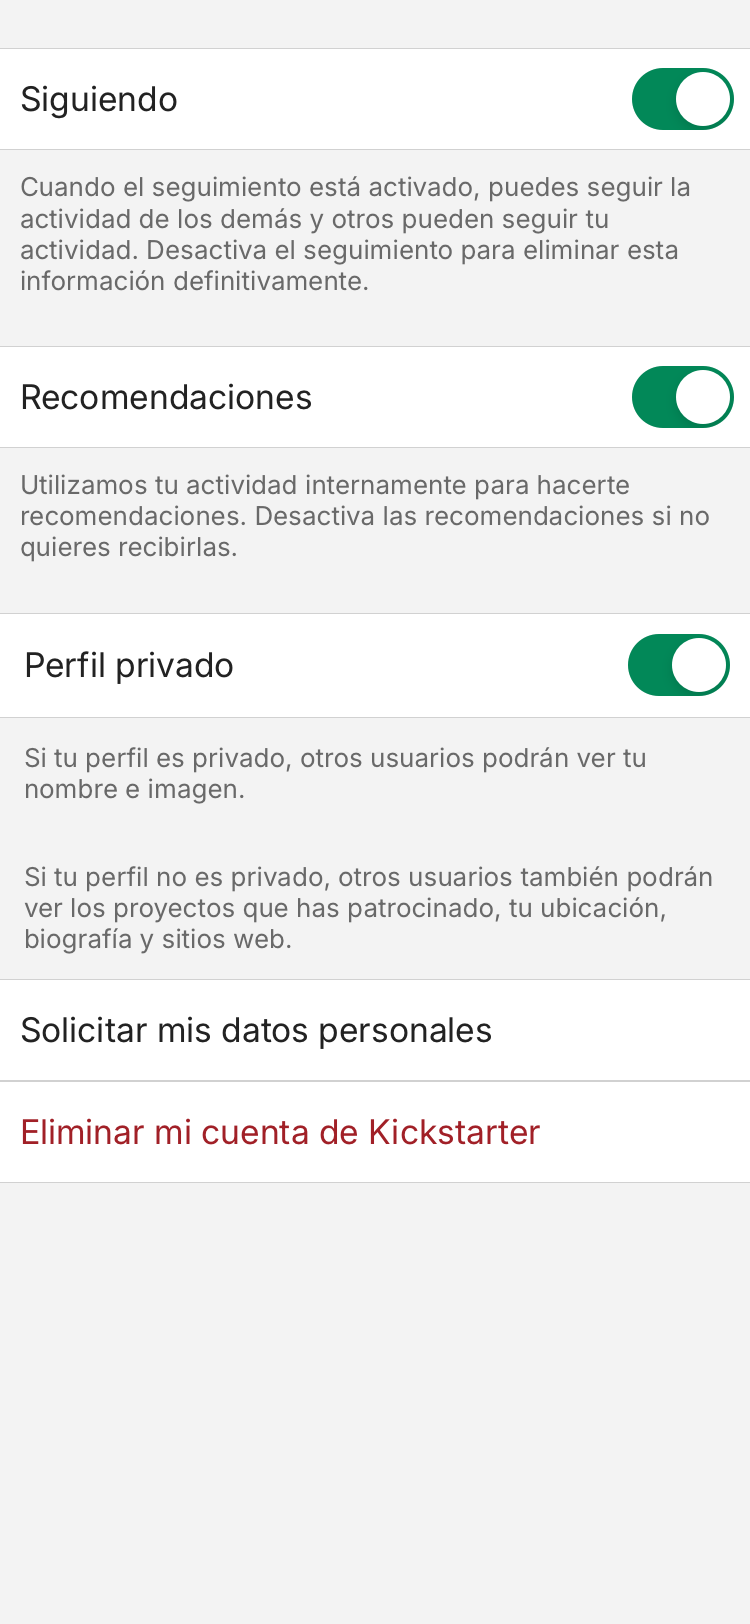 Siguiendo
Cuando el seguimiento está activado, puedes seguir la
actividad de los demás y otros pueden seguir tu
actividad. Desactiva el seguimiento para eliminar esta
información definitivamente.
Recomendaciones
Utilizamos tu actividad internamente para hacerte
recomendaciones. Desactiva las recomendaciones si no
quieres recibirlas.
Perfil privado
Si tu perfil es privado, otros usuarios podrán ver tu
nombre e imagen.
Si tu perfil no es privado, otros usuarios también podrán
ver los proyectos que has patrocinado, tu ubicación,
biografía y sitios web.
Solicitar mis datos personales
Eliminar mi cuenta de Kickstarter